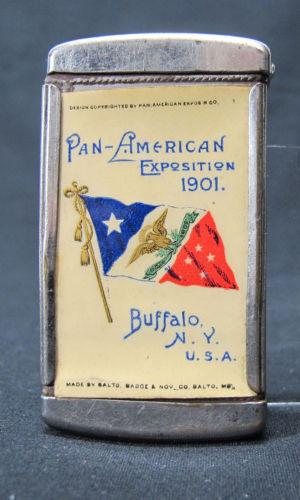 DESIGN COPYRIGHTED BY PAN-AMERICAN EXPOS'N CO.
PAN-AMERICAN
EXPOSITION
1901.
Buffalo,
N.Y.
U.S.A.
MADE BY BALTO. BADGE & NOV. CO. BALTO. MD.